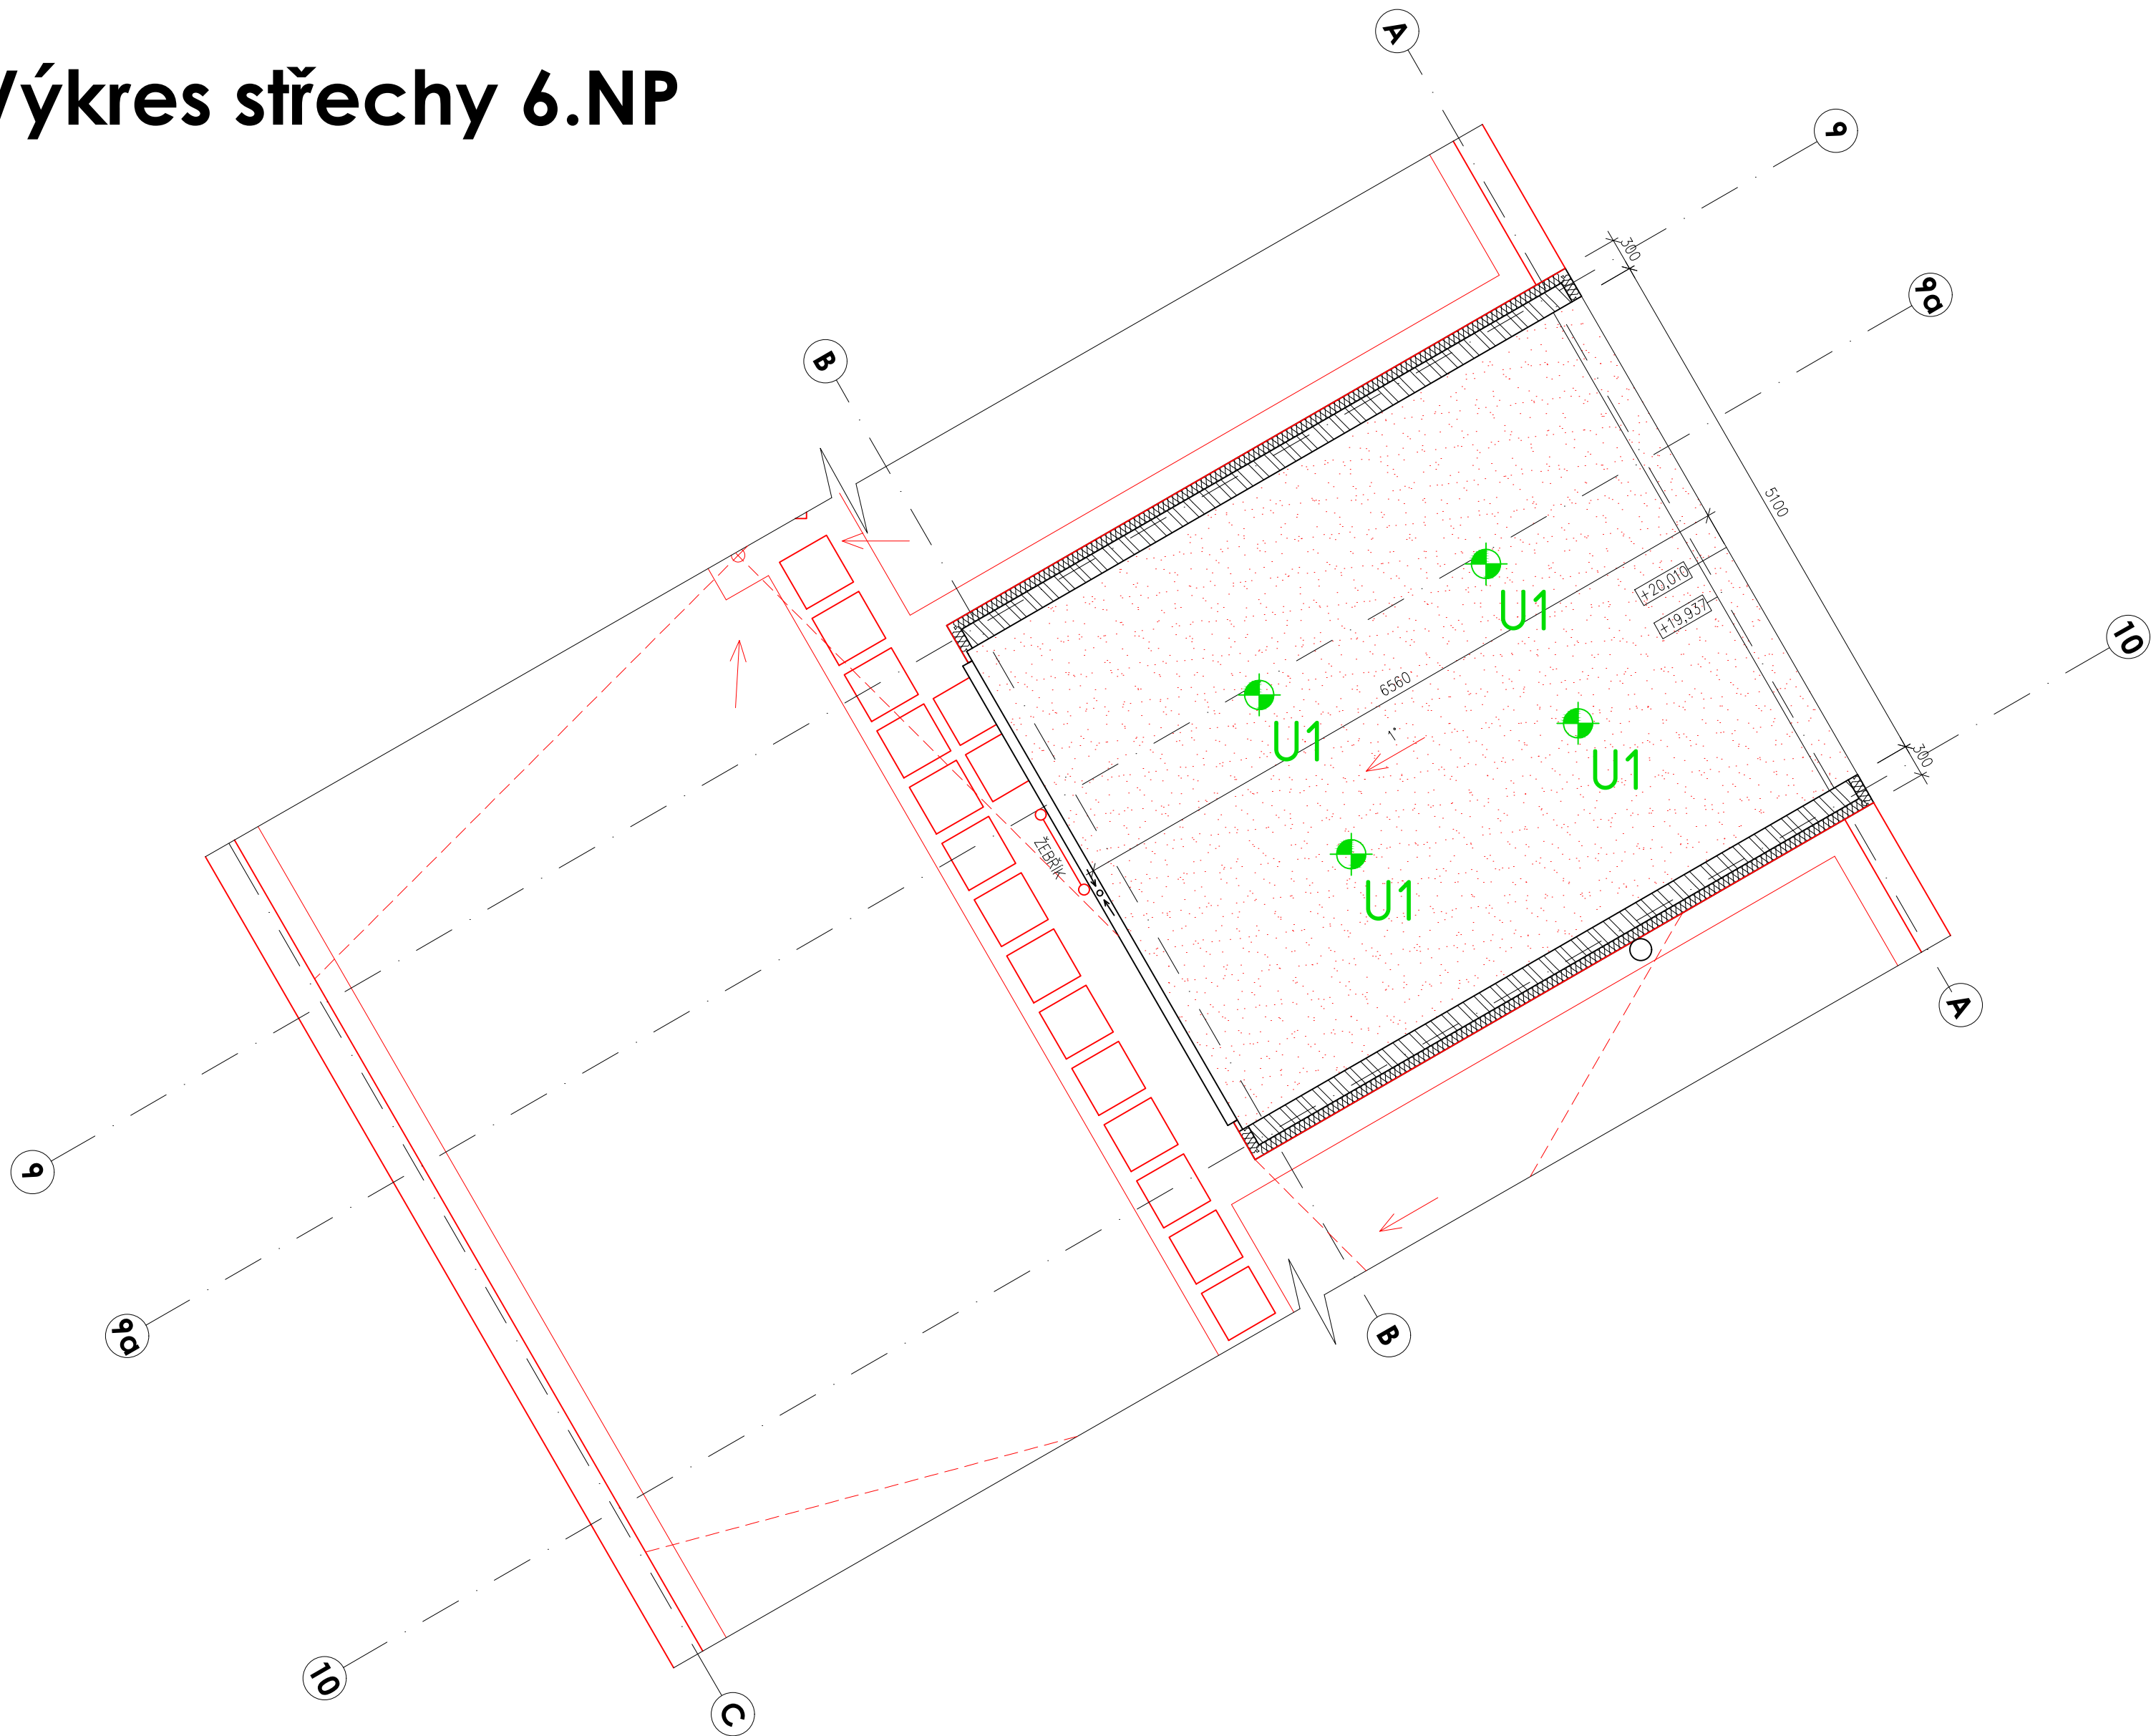 Výkres střechy 6.NP
A
9
300
9a
B
5100
+20,010
U1
+19,937
10
6560
U1
1°
U1
300
ŽEBŘÍK
U1
A
9
9a
B
10
C